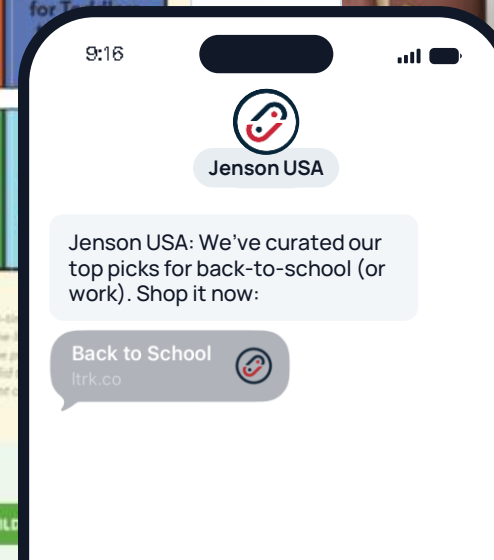 for
9:16
Jenson USA
Jenson USA: We've curated our
top picks for back-to-school (or
work). Shop it now:
Back to School
ltrk.co